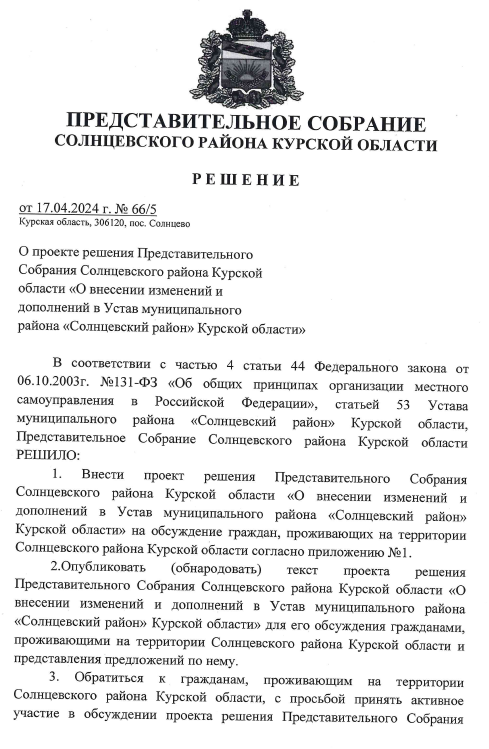 ПРЕДСТАВИТЕЛЬНОЕ СОБРАНИЕ
СОЛНЦЕВСКОГО РАЙОНА КУРСКОЙ ОБЛАСТИ
Р Е Ш Е Н И Е
от 17.04.2024 г. № 66/5
Курская область, 306120, пос. Солнцево
О проекте решения Представительного
Собрания Солнцевского района Курской
области «О внесении изменений и
дополнений в Устав муниципального
района «Солнцевский район» Курской области»
В соответствии с частью 4 статьи 44 Федерального закона от
06.10.2003г. №131-ФЗ «Об общих принципах организации местного
самоуправления в Российской Федерации», статьей 53 Устава
муниципального района «Солнцевский район» Курской области,
Представительное Собрание Солнцевского района Курской области
РЕШИЛО:
1. Внести проект решения Представительного Собрания
Солнцевского района Курской области «О внесении изменений и
дополнений в Устав муниципального района «Солнцевский район»
Курской области» на обсуждение граждан, проживающих на территории
Солнцевского района Курской области согласно приложению №1.
2.Опубликовать (обнародовать) текст проекта решения
Представительного Собрания Солнцевского района Курской области «О
внесении изменений и дополнений в Устав муниципального района
«Солнцевский район» Курской области» для его обсуждения гражданами,
проживающими на территории Солнцевского района Курской области и
представления предложений по нему.
3. Обратиться к гражданам, проживающим на территории
Солнцевского района Курской области, с просьбой принять активное
участие в обсуждении проекта решения Представительного Собрания